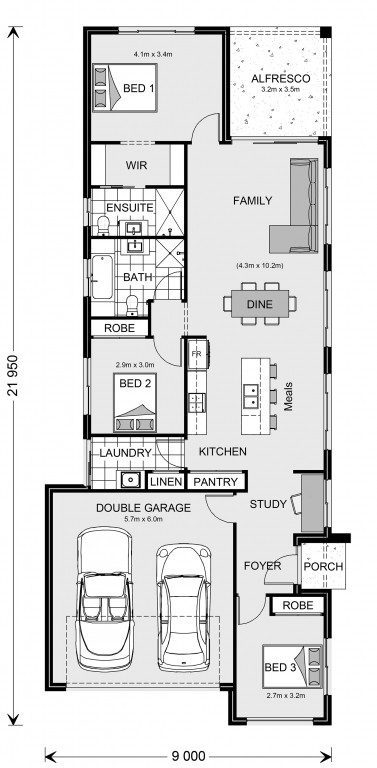 4.1m x 3.4m
BED 1
ALFRESCO
3.2m x 3.5m
WIR
ENSUITE
FAMILY
BATH
(4.3m x 10.2m)
DINE
ROBE
FR
2.9m x 3.0m
BED 2
Meals
21 950
LAUNDRY
KITCHEN
LINEN
PANTRY
DOUBLE GARAGE
5.7m x 6.0m
STUDY
FOYER
PORCH
ROBE
BED 3
2.7m x 3.2m
9 000